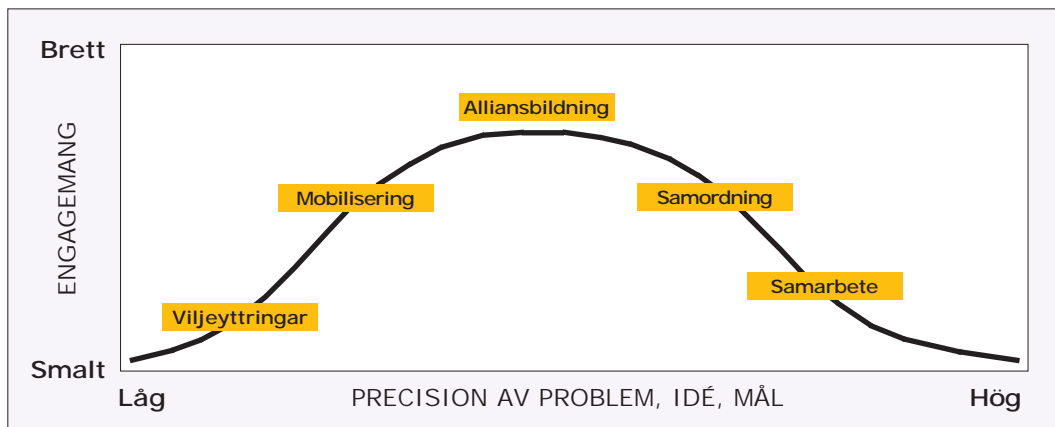 Brett
Alliansbildning
Mobilisering
Samordning
ENGAGEMANG
Samarbete
Viljeyttringar
Smalt
Låg
PRECISION AV PROBLEM, IDÉ, MÅL
Hög